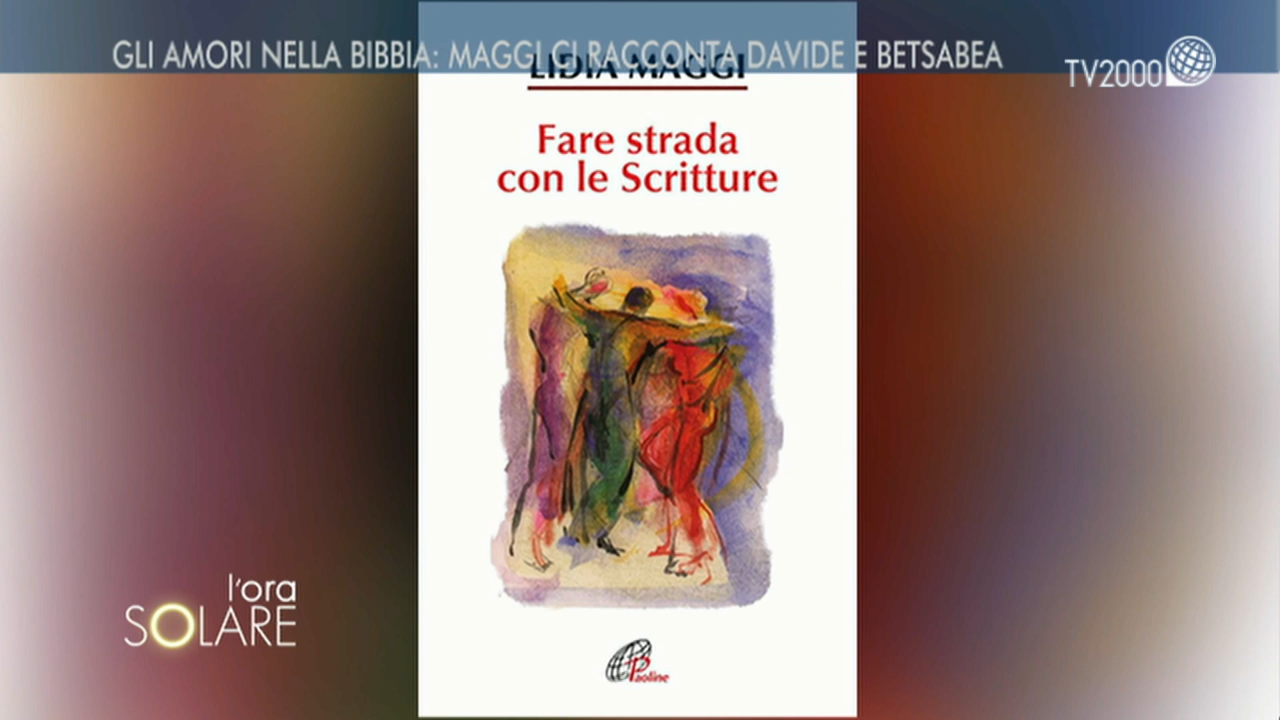 GLI AMORI NELLA BIBBIA: MAGGI CI RACCONTA DAVIDE E BETSABEA
TV2000
LIDIA MAGGI
Fare strada
con le Scritture
l'ora
SOLARE
Paoline